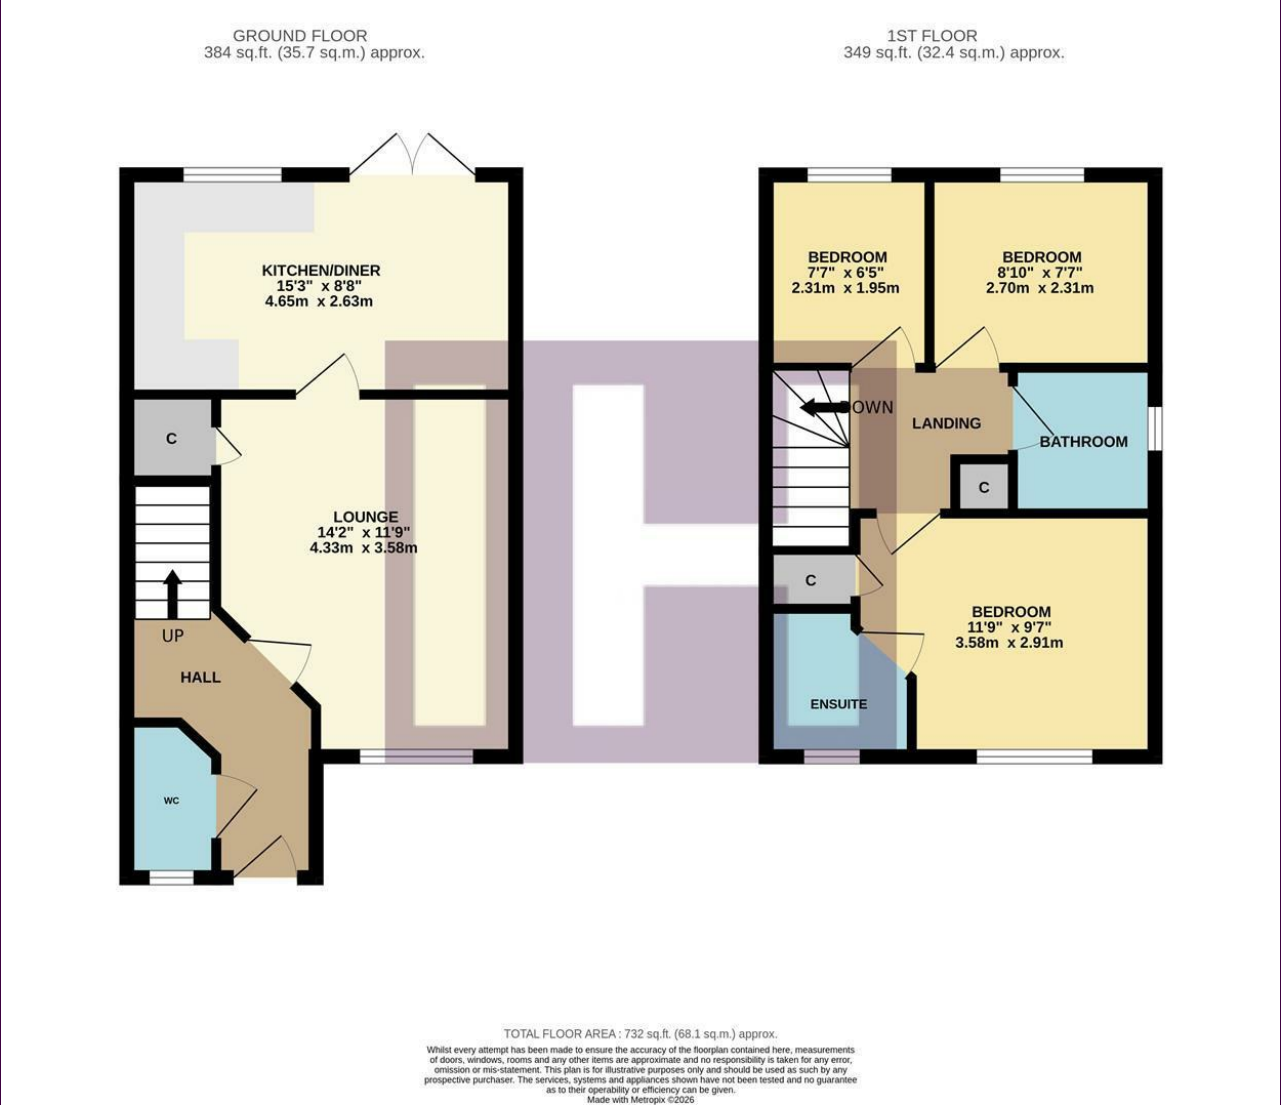 GROUND FLOOR
384 sq.ft. (35.7 sq.m.) approx.
1ST FLOOR
349 sq.ft. (32.4 sq.m.) approx.
KITCHEN/DINER
15'3" x 8'8"
4.65m x 2.63m
C
LOUNGE
14'2" x 11'9"
4.33m x 3.58m
UP
HALL
WC
BEDROOM
7'7" x 6'5"
2.31m x 1.95m
BEDROOM
8'10" x 7'7"
2.70m x 2.31m
DOWN
LANDING
BATHROOM
C
C
BEDROOM
11'9" x 9'7"
3.58m x 2.91m
ENSUITE
TOTAL FLOOR AREA : 732 sq.ft. (68.1 sq.m.) approx.
Whilst every attempt has been made to ensure the accuracy of the floorplan contained here, measurements
of doors, windows, rooms and any other items are approximate and no responsibility is taken for any error,
omission or mis-statement. This plan is for illustrative purposes only and should be used as such by any
prospective purchaser. The services, systems and appliances shown have not been tested and no guarantee
as to their operability or efficiency can be given.
Made with Metropix ©2026